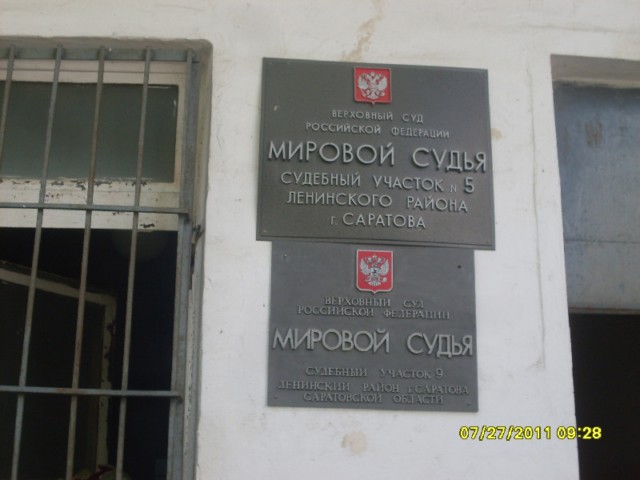 ВЕРХОВНЫЙ СУД
РОССИЙСКОЙ ФЕДЕРАЦИИ
МИРОВОЙ СУДЬЯ
СУДЕБНЫЙ УЧАСТОК N 5
ЛЕНИНСКОГО РАЙОНА
Г. САРАТОВА
ВЕРХОВНЫЙ СУД
РОССИЙСКОЙ ФЕДЕРАЦИИ
МИРОВОЙ СУДЬЯ
СУДЕБНЫЙ УЧАСТОК 9
ЛЕНИНСКИЙ РАЙОН Г.САРАТОВА
САРАТОВСКОЙ ОБЛАСТИ
07/27/2011 09:28